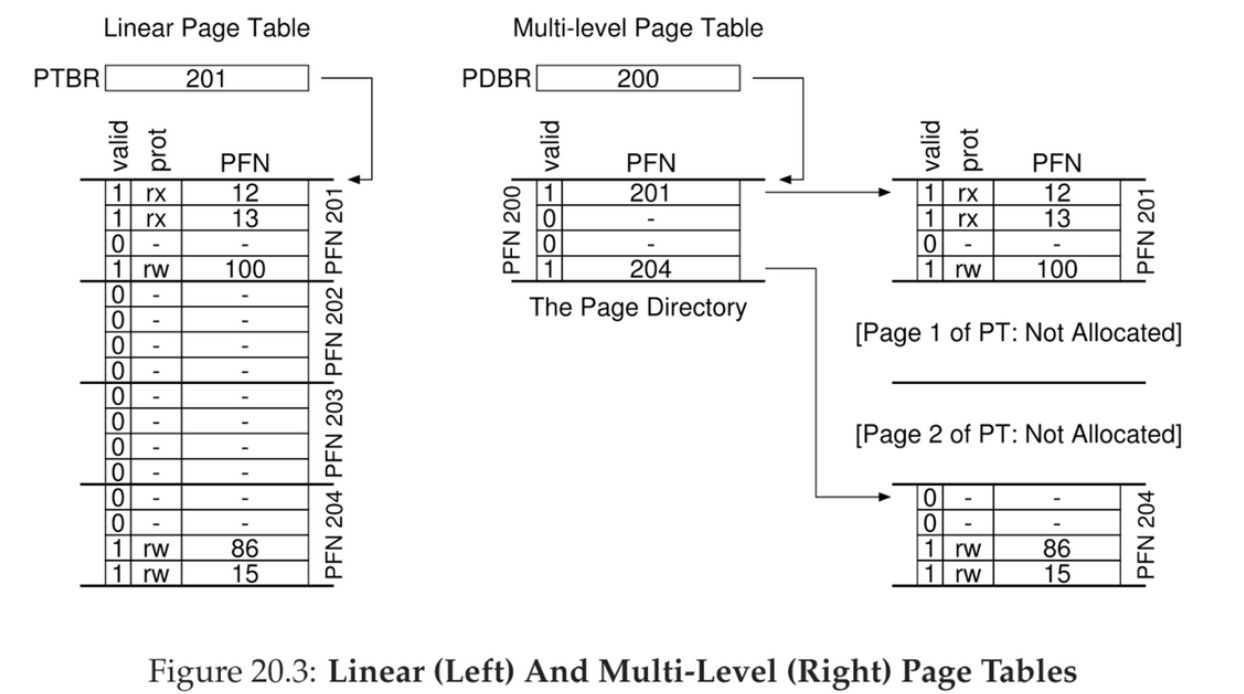 Linear Page Table
PTBR 201
valid prot PFN
1 rx 12
1 rx 13
0 - -
1 rw 100
PFN 201
0 - -
0 - -
0 - -
0 - -
PFN 202
0 - -
0 - -
0 - -
0 - -
PFN 203
0 - -
0 - -
1 rw 86
1 rw 15
PFN 204
Multi-level Page Table
PDBR 200
valid PFN
PFN 200
1 201
0 -
0 -
1 204
The Page Directory
valid prot PFN
1 rx 12
1 rx 13
0 - -
1 rw 100
PFN 201
[Page 1 of PT: Not Allocated]
[Page 2 of PT: Not Allocated]
0 - -
0 - -
1 rw 86
1 rw 15
PFN 204
Figure 20.3: Linear (Left) And Multi-Level (Right) Page Tables